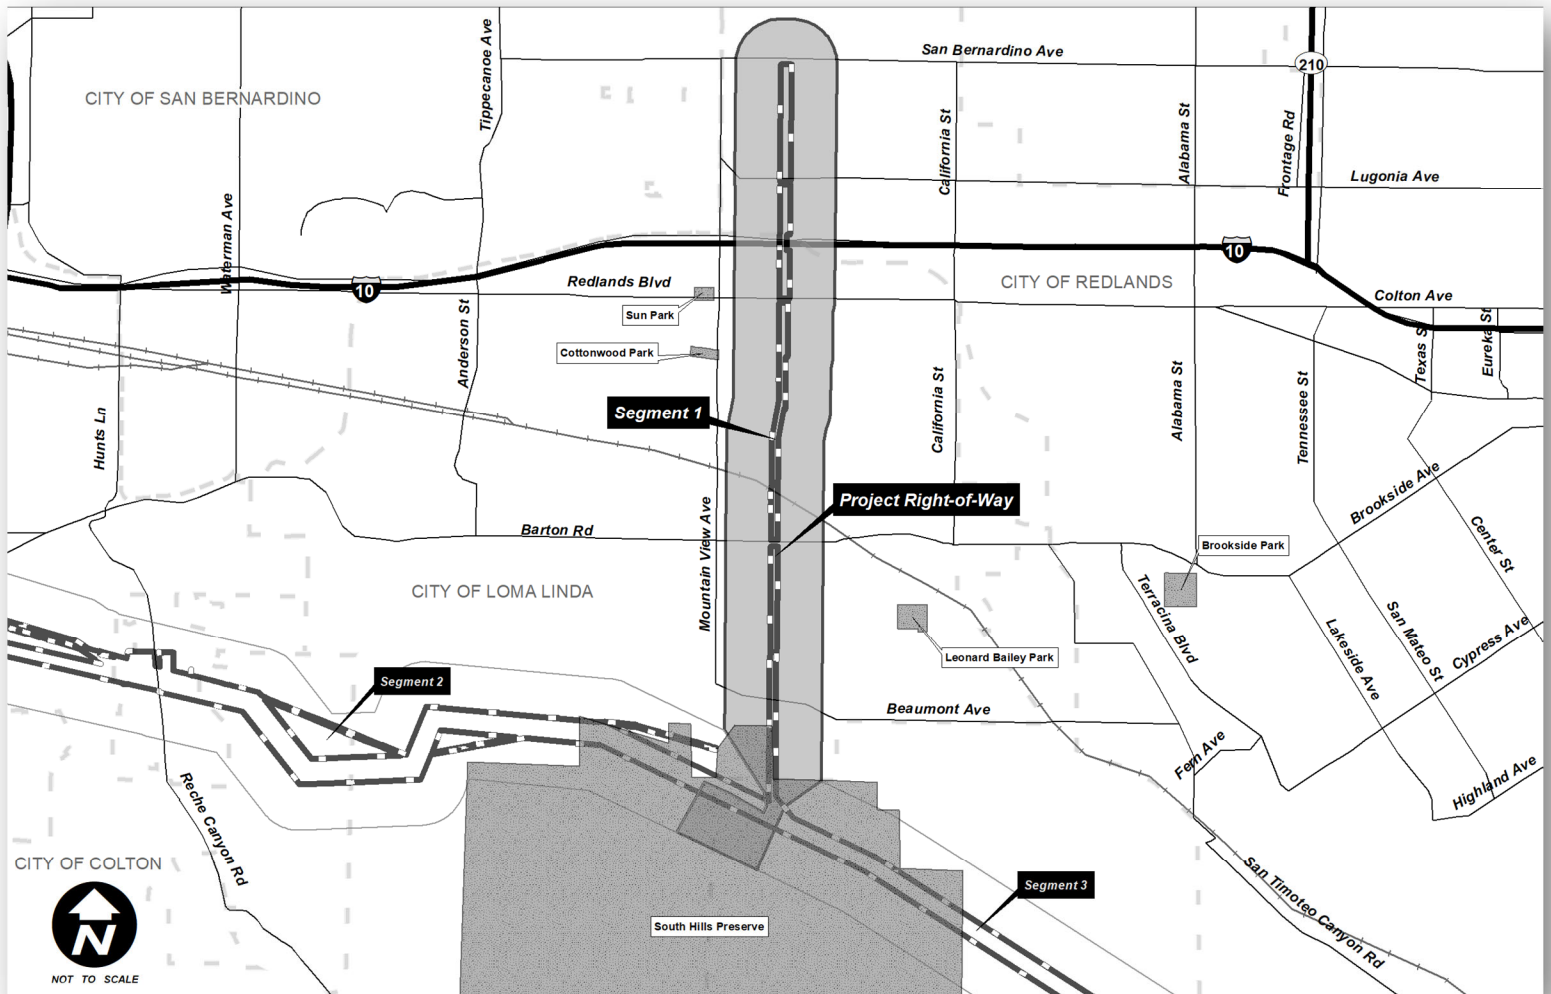 San Bernardino Ave
210
CITY OF SAN BERNARDINO
Tippecanoe Ave
California St
Alabama St
Frontage Rd
Lugonia Ave
Waterman Ave
10
10
Redlands Blvd
CITY OF REDLANDS
Colton Ave
Sun Park
Cottonwood Park
Anderson St
Texas St
Eureka St
Hunts Ln
Segment 1
California St
Alabama St
Tennessee St
Project Right-of-Way
Brookside Ave
Barton Rd
Mountain View Ave
Center St
Brookside Park
CITY OF LOMA LINDA
Terracina Blvd
Leonard Bailey Park
Lakeside Ave
San Mateo St
Cypress Ave
Segment 2
Beaumont Ave
Fern Ave
Highland Ave
Reche Canyon Rd
CITY OF COLTON
Segment 3
San Timoteo Canyon Rd
South Hills Preserve
N
NOT TO SCALE